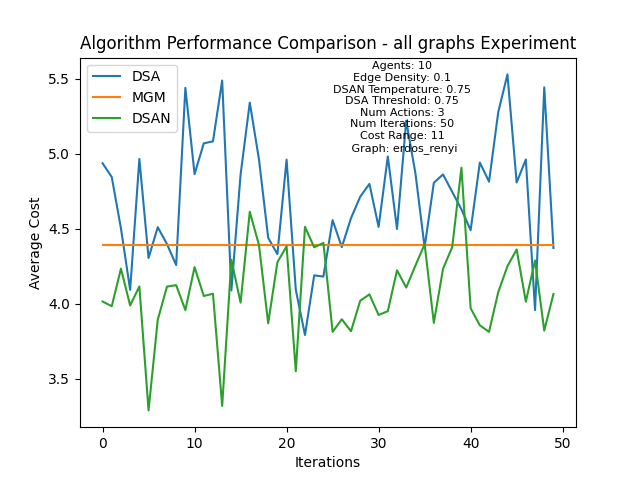 Algorithm Performance Comparison - all graphs Experiment
DSA
MGM
DSAN
Agents: 10
Edge Density: 0.1
DSAN Temperature: 0.75
DSA Threshold: 0.75
Num Actions: 3
Num Iterations: 50
Cost Range: 11
Graph: erdos_renyi
Average Cost
5.5
5.0
4.5
4.0
3.5
0
10
20
30
40
50
Iterations